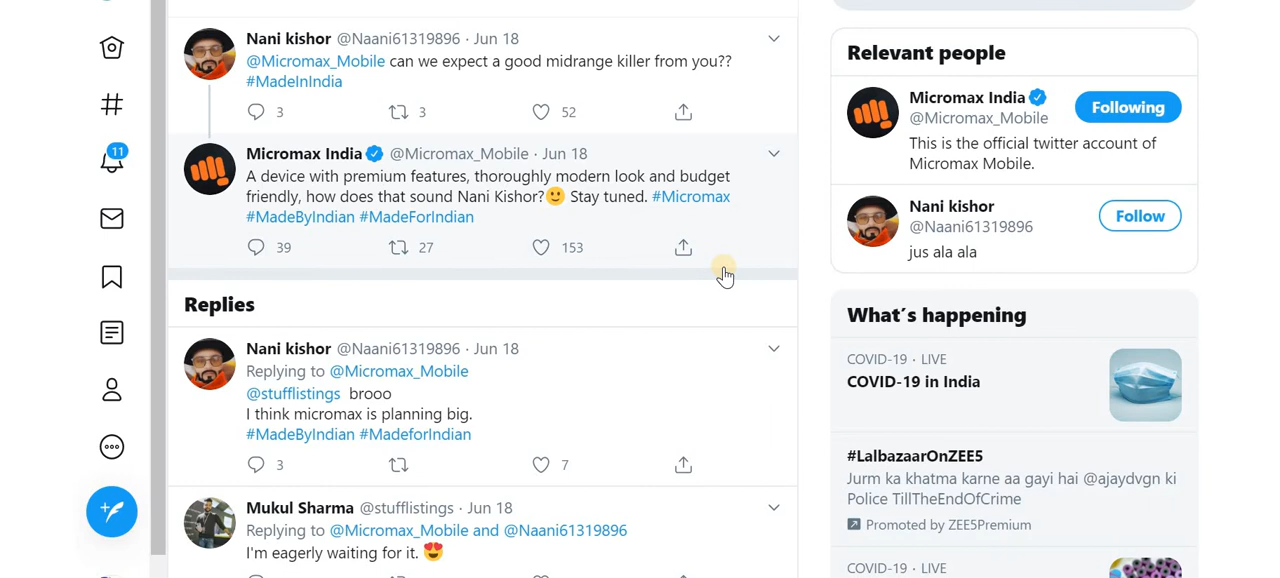 11
Nani kishor @Naani61319896 · Jun 18
@Micromax_Mobile can we expect a good midrange killer from you??
#MadeInIndia
3 3 52
Micromax India @Micromax_Mobile · Jun 18
A device with premium features, thoroughly modern look and budget
friendly, how does that sound Nani Kishor?🙂 Stay tuned. #Micromax
#MadeByIndian #MadeForIndian
39 27 153
Replies
Nani kishor @Naani61319896 · Jun 18
Replying to @Micromax_Mobile
@stufflistings brooo
I think micromax is planning big.
#MadeByIndian #MadeforIndian
3 7
Mukul Sharma @stufflistings · Jun 18
Replying to @Micromax_Mobile and @Naani61319896
I'm eagerly waiting for it. 😍
Relevant people
Micromax India
@Micromax_Mobile
Following
This is the official twitter account of
Micromax Mobile.
Nani kishor
@Naani61319896
Follow
jus ala ala
What's happening
COVID-19 · LIVE
COVID-19 in India
#LalbazaarOnZEE5
Jurm ka khatma karne aa gayi hai @ajaydvgn ki
Police TillTheEndOfCrime
Promoted by ZEE5Premium
COVID-19 · LIVE